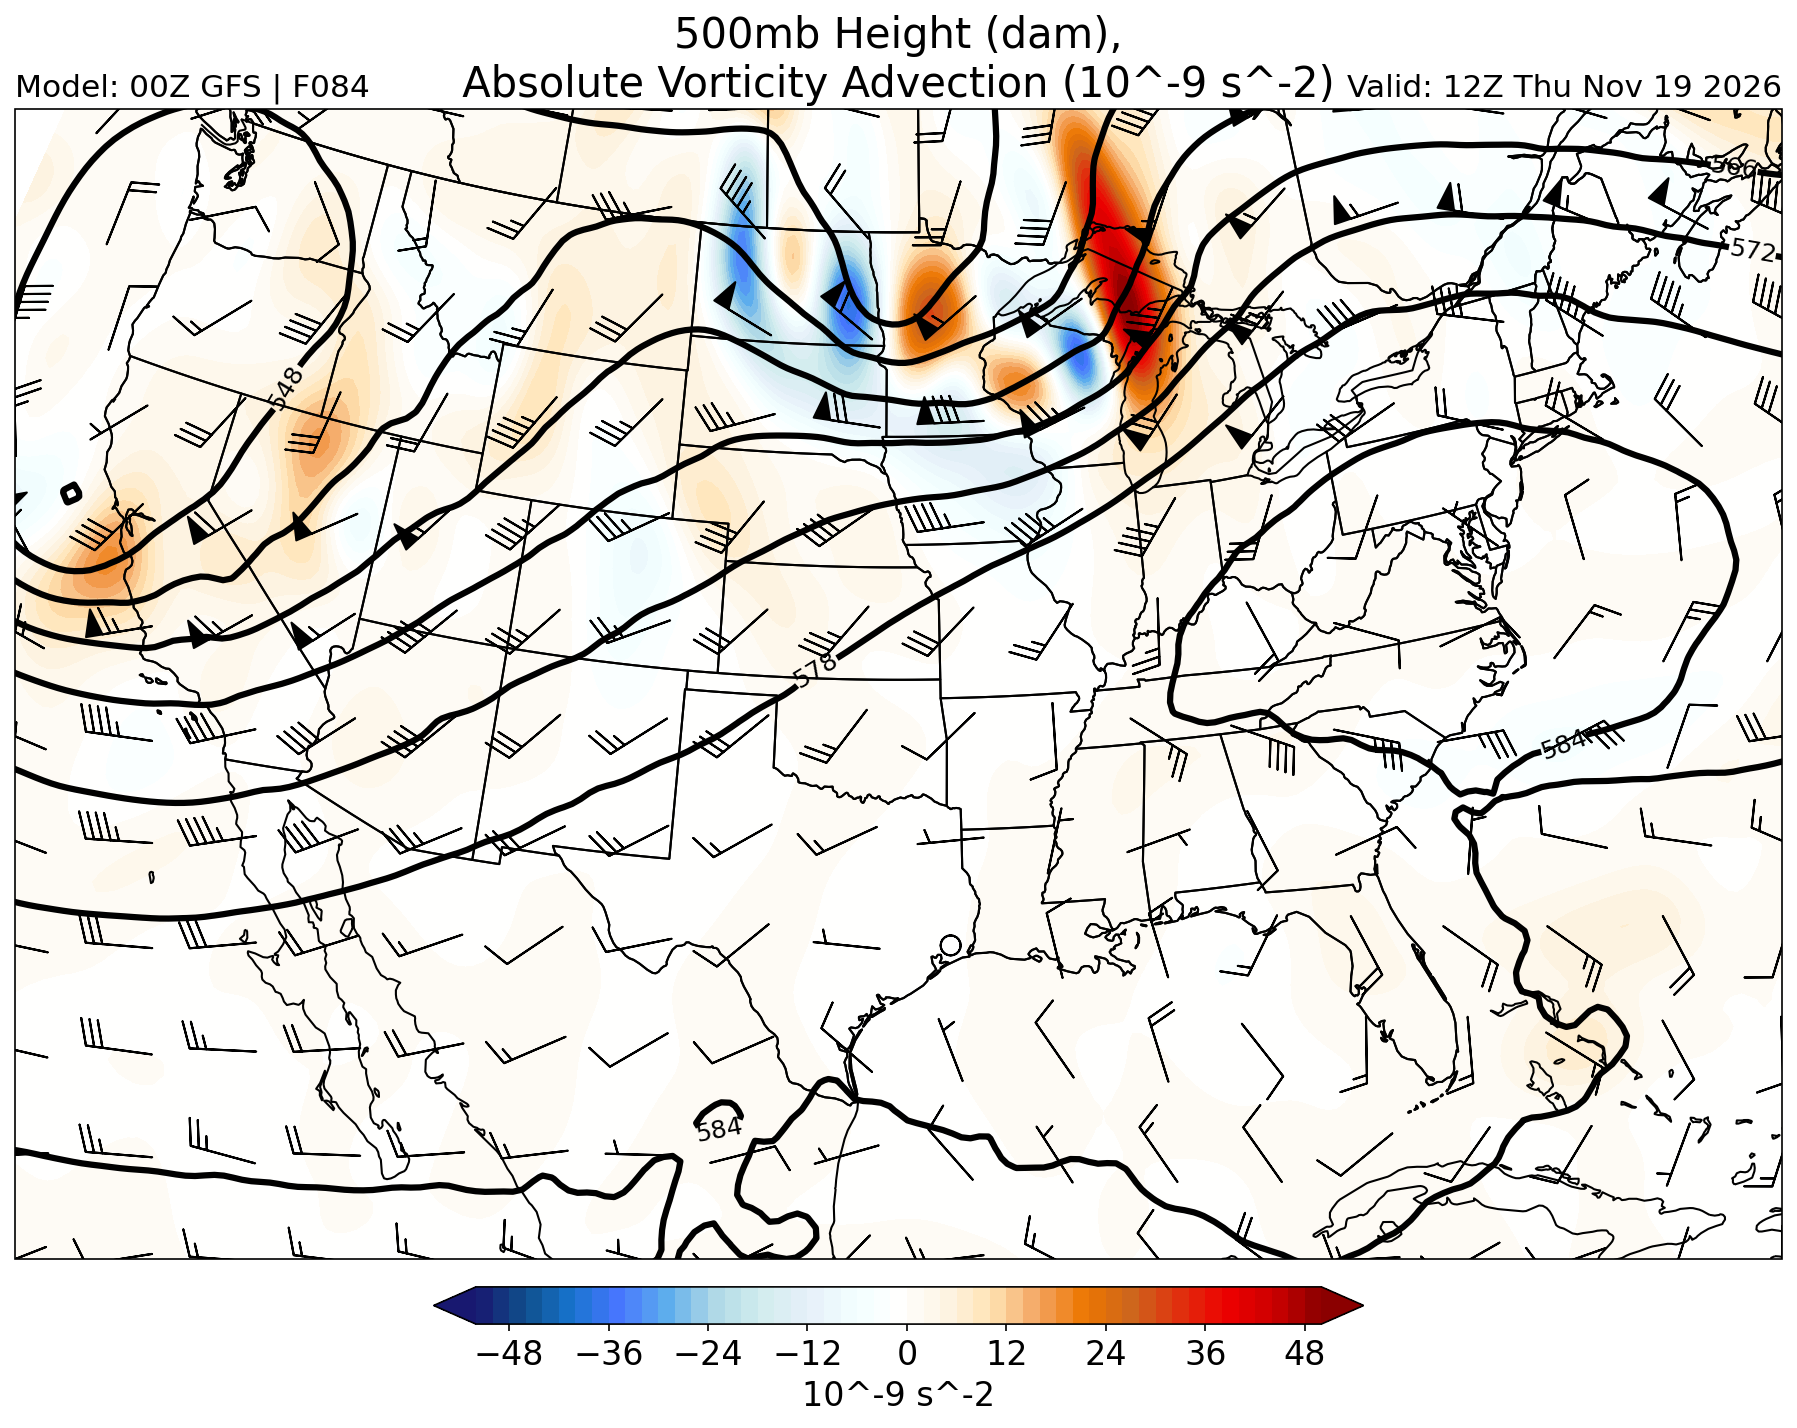 500mb Height (dam),
Model: 00Z GFS | F084
Absolute Vorticity Advection (10^-9 s^-2)
Valid: 12Z Thu Nov 19 2026
566
572
548
578
584
584
−48 −36 −24 −12 0 12 24 36 48
10^-9 s^-2